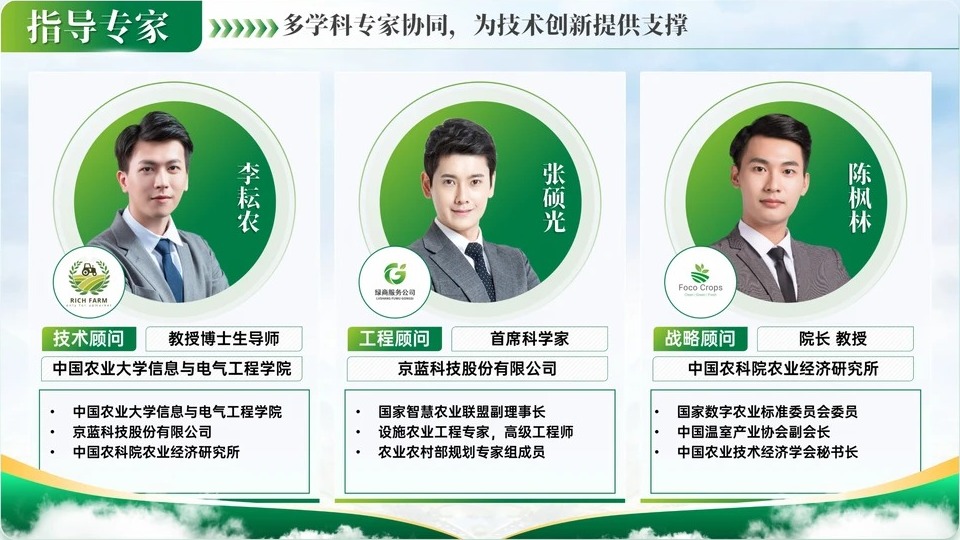 指导专家
多学科专家协同，为技术创新提供支撑
李耘农
RICH FARM
技术顾问
教授博士生导师
中国农业大学信息与电气工程学院
• 中国农业大学信息与电气工程学院
• 京蓝科技股份有限公司
• 中国农科院农业经济研究所
张硕光
绿商服务公司
工程顾问
首席科学家
京蓝科技股份有限公司
• 国家智慧农业联盟副理事长
• 设施农业工程专家，高级工程师
• 农业农村部规划专家组成员
陈枫林
Foco Crops
战略顾问
院长 教授
中国农科院农业经济研究所
• 国家数字农业标准委员会委员
• 中国温室产业协会副会长
• 中国农业技术经济学会秘书长